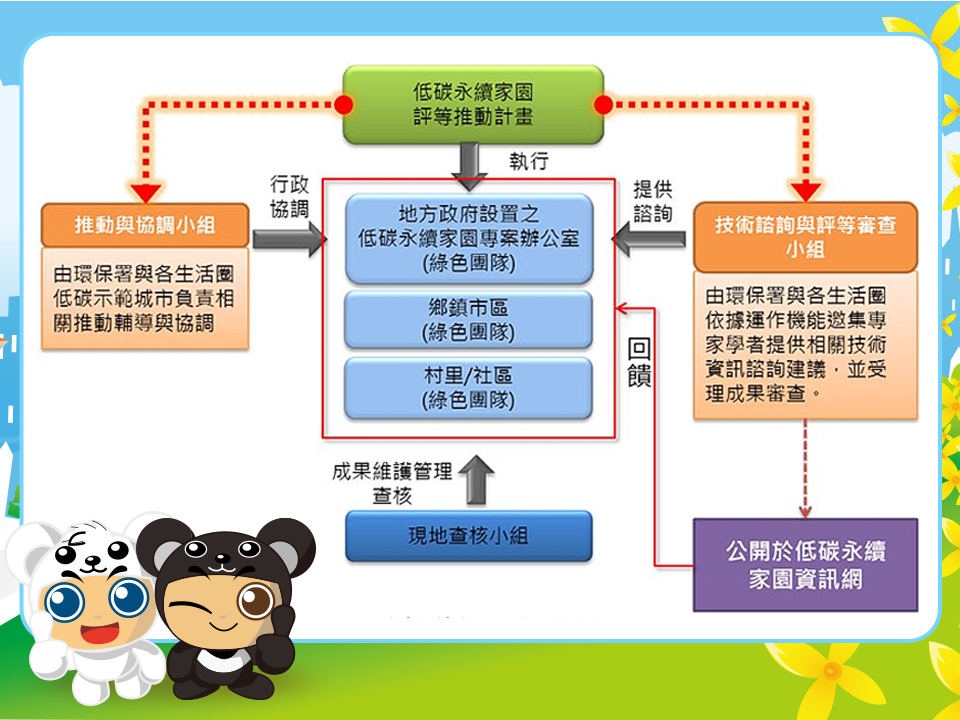 低碳永續家園
評等推動計畫
執行
行政
協調
提供
諮詢
推動與協調小組
由環保署與各生活圈
低碳示範城市負責相
關推動輔導與協調
地方政府設置之
低碳永續家園專案辦公室
(綠色團隊)
鄉鎮市區
(綠色團隊)
村里/社區
(綠色團隊)
技術諮詢與評等審查
小組
由環保署與各生活圈
依據運作機能邀集專
家學者提供相關技術
資訊諮詢建議，並受
理成果審查。
回
饋
成果維護管理
查核
現地查核小組
公開於低碳永續
家園資訊網